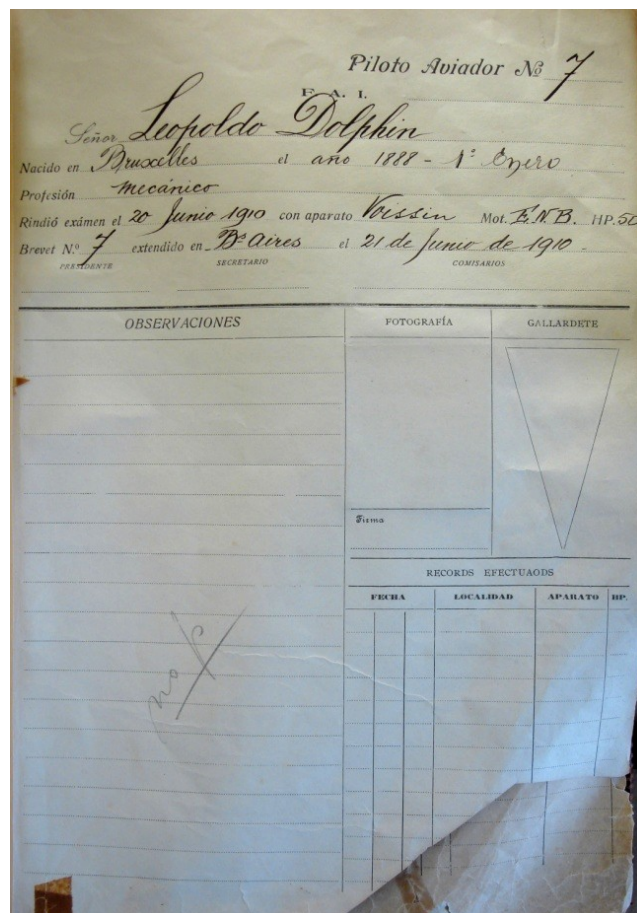 Piloto Aviador Nº 7
F. A. I.
Señor Leopoldo Dolphin
Nacido en Bruxelles el año 1888 - 1º Enero
Profesión mecánico
Rindió exámen el 20 Junio 1910 con aparato Voissin Mot. E.N.B. HP. 50
Brevet N.º 7 extendido en Bs Aires el 21 de Junio de 1910.
PRESIDENTE SECRETARIO COMISARIOS
OBSERVACIONES
FOTOGRAFÍA
GALLARDETE
Firma
RECORDS EFECTUAODS
FECHA LOCALIDAD APARATO HP.
no